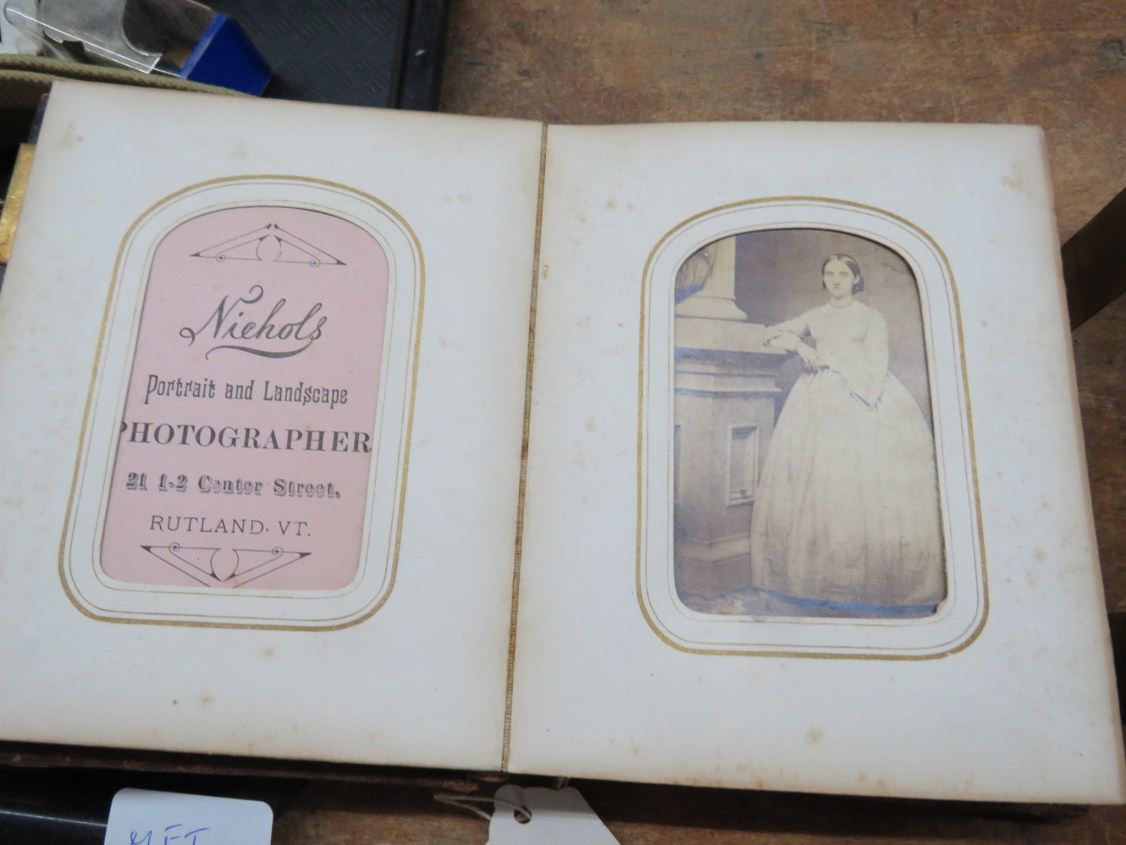 Nichols
Portrait and Landscape
PHOTOGRAPHER
21 1-2 Center Street.
RUTLAND, VT.